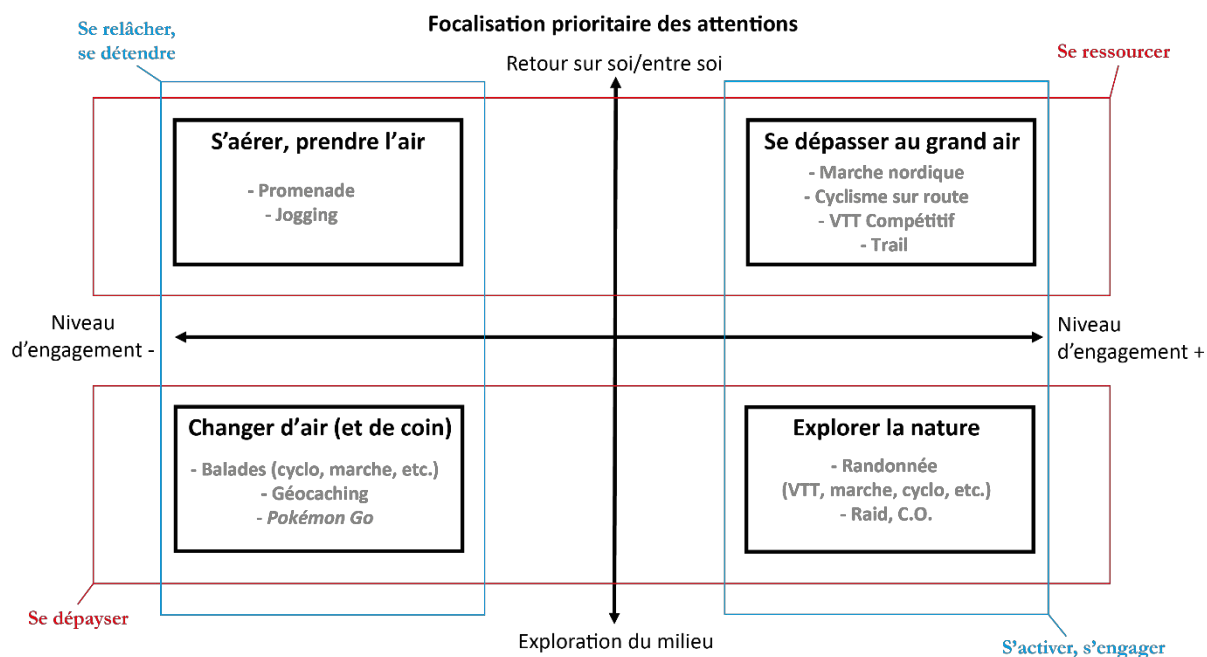 Focalisation prioritaire des attentions
Se relâcher,
se détendre
Retour sur soi/entre soi
Se ressourcer
S'aérer, prendre l'air
- Promenade
- Jogging
Se dépasser au grand air
- Marche nordique
- Cyclisme sur route
- VTT Compétitif
- Trail
Niveau
d'engagement -
Niveau
d'engagement +
Changer d'air (et de coin)
- Balades (cyclo, marche, etc.)
- Géocaching
- Pokémon Go
Explorer la nature
- Randonnée
(VTT, marche, cyclo, etc.)
- Raid, C.O.
Se dépayser
Exploration du milieu
S'activer, s'engager